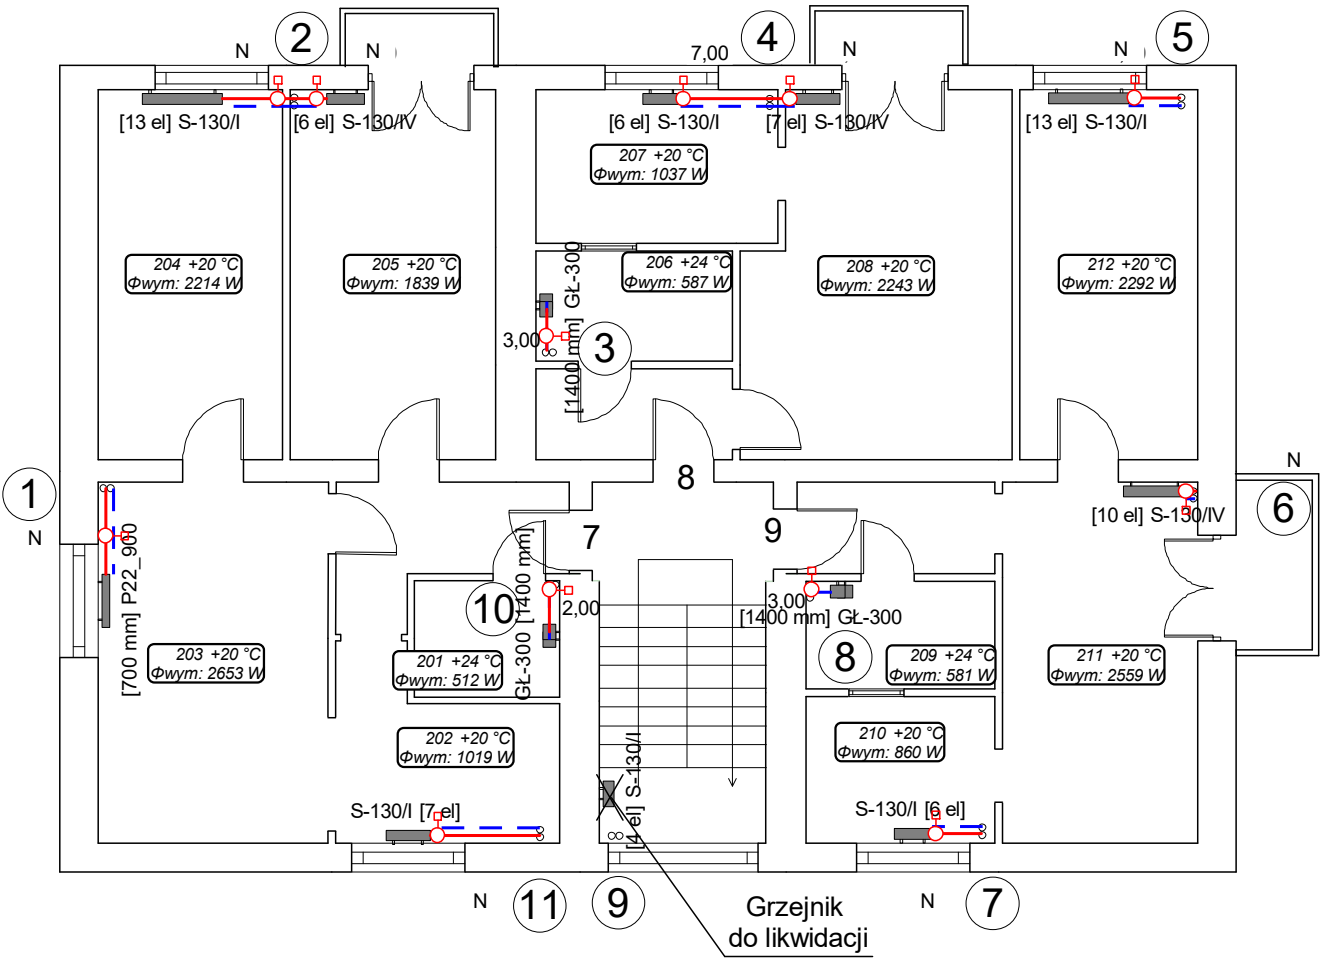 N
2
N
7,00
4
N
N
5
[13 el] S-130/I
[6 el] S-130/IV
[6 el] S-130/I
[7 el] S-130/IV
[13 el] S-130/I
207 +20 °C
Φwym: 1037 W
204 +20 °C
Φwym: 2214 W
205 +20 °C
Φwym: 1839 W
206 +24 °C
Φwym: 587 W
208 +20 °C
Φwym: 2243 W
212 +20 °C
Φwym: 2292 W
[1400 mm] GŁ-300
3,00
3
1
N
8
N
6
[10 el] S-130/IV
7
9
[700 mm] P22_900
GŁ-300 [1400 mm]
10
2,00
3,00
[1400 mm] GŁ-300
8
203 +20 °C
Φwym: 2653 W
201 +24 °C
Φwym: 512 W
209 +24 °C
Φwym: 581 W
211 +20 °C
Φwym: 2559 W
202 +20 °C
Φwym: 1019 W
210 +20 °C
Φwym: 860 W
[4 el] S-130/I
S-130/I [7 el]
S-130/I [6 el]
N
11
9
N
7
Grzejnik
do likwidacji